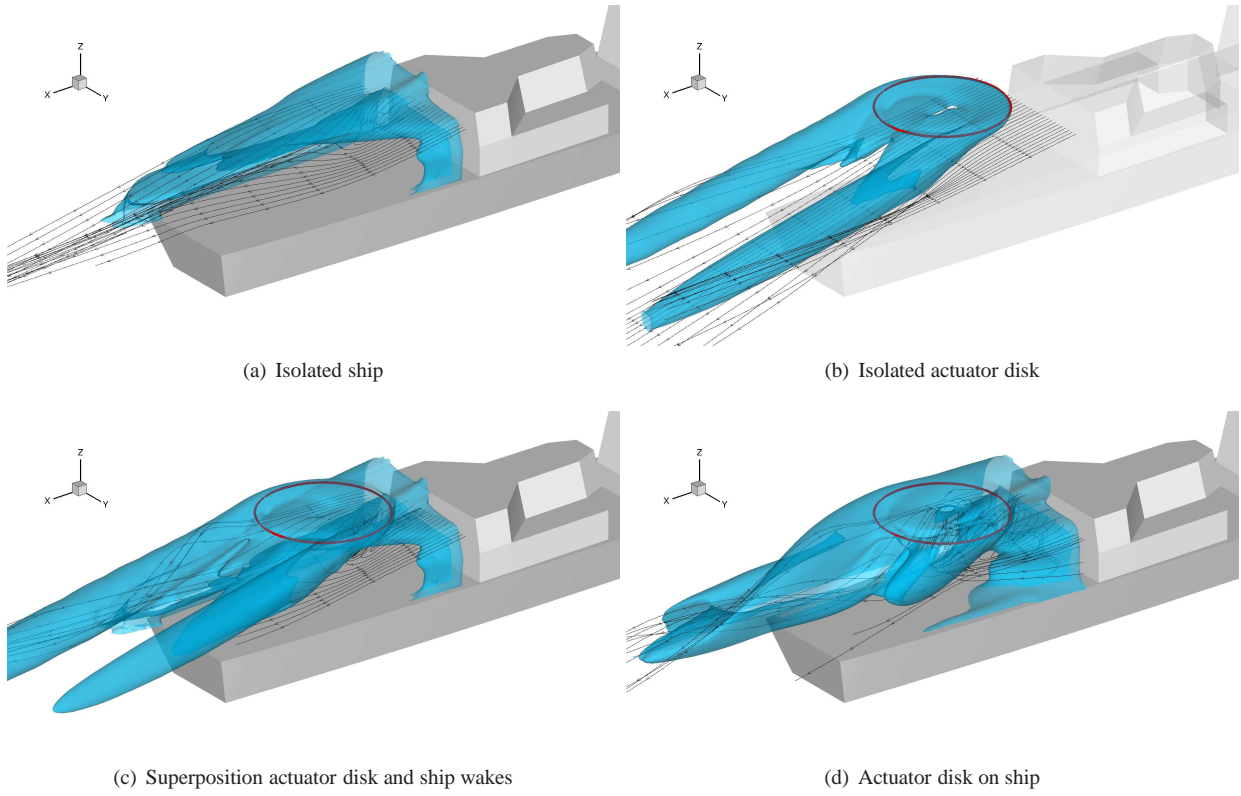 Z
X
Y
Z
X
Y
(a) Isolated ship
(b) Isolated actuator disk
Z
X
Y
Z
X
Y
(c) Superposition actuator disk and ship wakes
(d) Actuator disk on ship